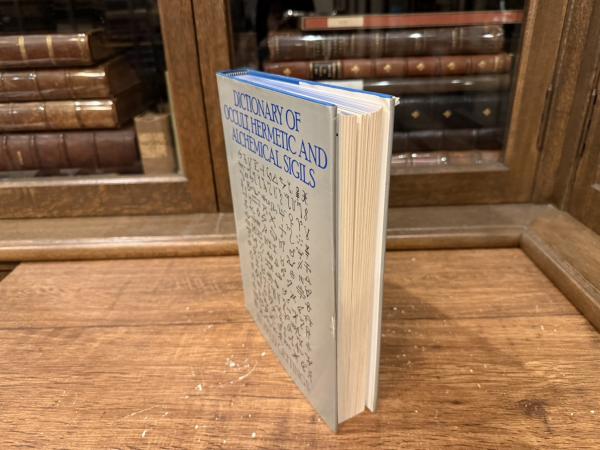 DICTIONARY OF
OCCULT, HERMETIC AND
ALCHEMICAL SIGILS